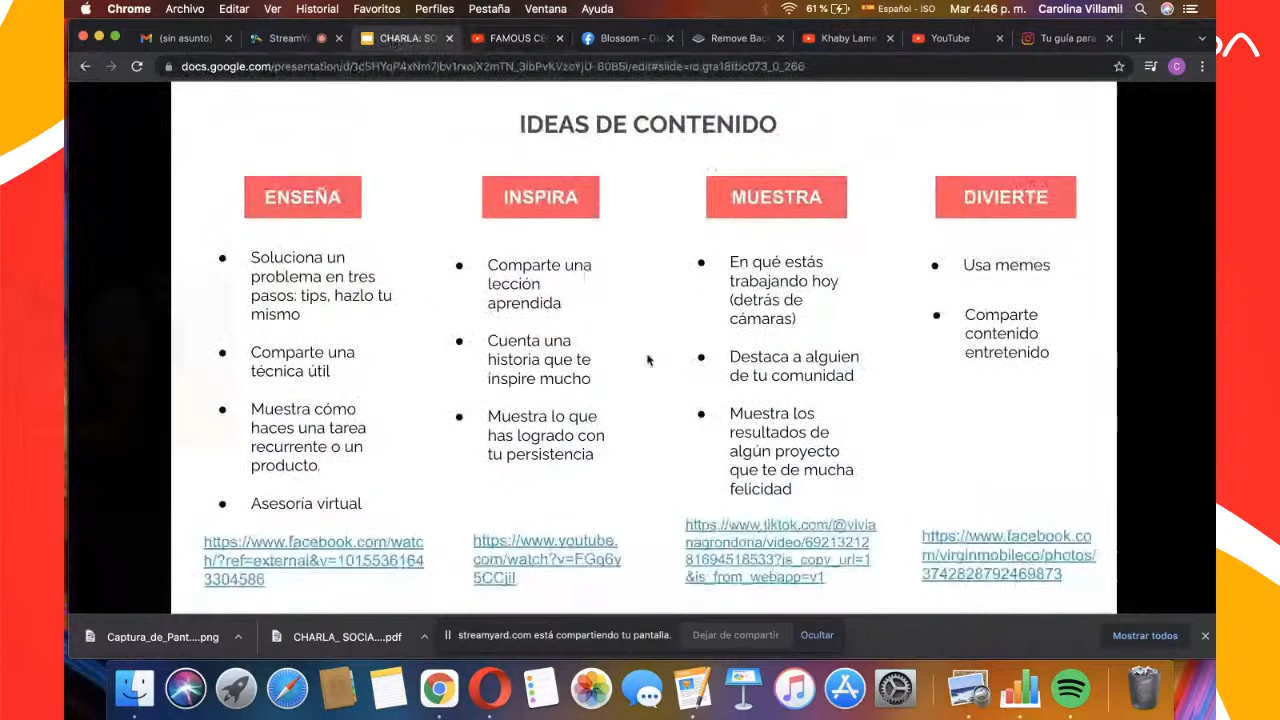 Chrome Archivo Editar Ver Historial Favoritos Perfiles Pestaña Ventana Ayuda 61 % Español - ISO Mar 4:46 p. m. Carolina Villamil
(sin asunto) StreamY CHARLA: SO FAMOUS CE Blossom - G Remove Bac Khaby Lame YouTube Tu guía para
IDEAS DE CONTENIDO
ENSEÑA
Soluciona un
problema en tres
pasos: tips, hazlo tu
mismo
Comparte una
técnica útil
Muestra cómo
haces una tarea
recurrente o un
producto.
Asesoría virtual
https://www.facebook.com/watc
h/?ref=external&v=1015536164
3304586
INSPIRA
Comparte una
lección
aprendida
Cuenta una
historia que te
inspire mucho
Muestra lo que
has logrado con
tu persistencia
https://www.youtube.
com/watch?v=FGq6y
5CCjiI
MUESTRA
En qué estás
trabajando hoy
(detrás de
cámaras)
Destaca a alguien
de tu comunidad
Muestra los
resultados de
algún proyecto
que te de mucha
felicidad
https://www.tiktok.com/@vivia
nagrondona/video/69213212
81694518533?is_copy_url=1
&is_from_webapp=v1
DIVIERTE
Usa memes
Comparte
contenido
entretenido
https://www.facebook.co
m/virginmobileco/photos/
3742828792469873
Captura_de_Pant....png CHARLA_ SOCIA....pdf streamyard.com está compartiendo tu pantalla. Dejar de compartir Ocultar Mostrar todos